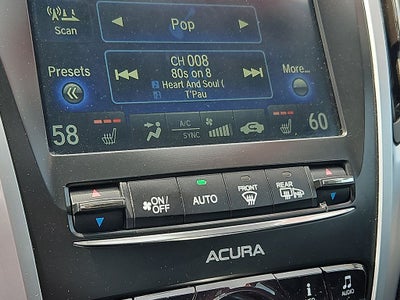 Scan
Pop
Presets
CH 008
80s on 8
Heart And Soul (
T'Pau
More...
58
A/C
SYNC
60
ON/
OFF
AUTO
FRONT
REAR
ACURA
AUDIO